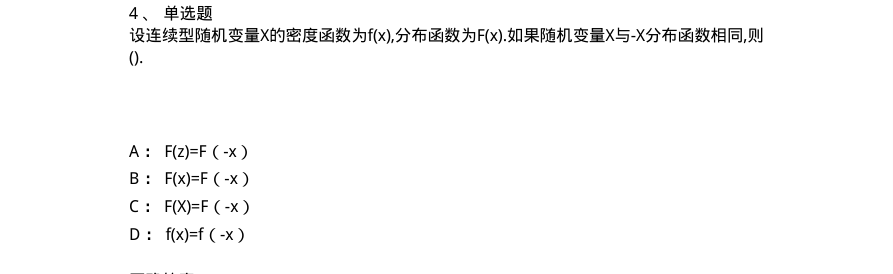 4 、 单选题
设连续型随机变量X的密度函数为f(x),分布函数为F(x).如果随机变量X与-X分布函数相同,则
().
A： F(z)=F（-x）
B： F(x)=F（-x）
C： F(X)=F（-x）
D： f(x)=f（-x）